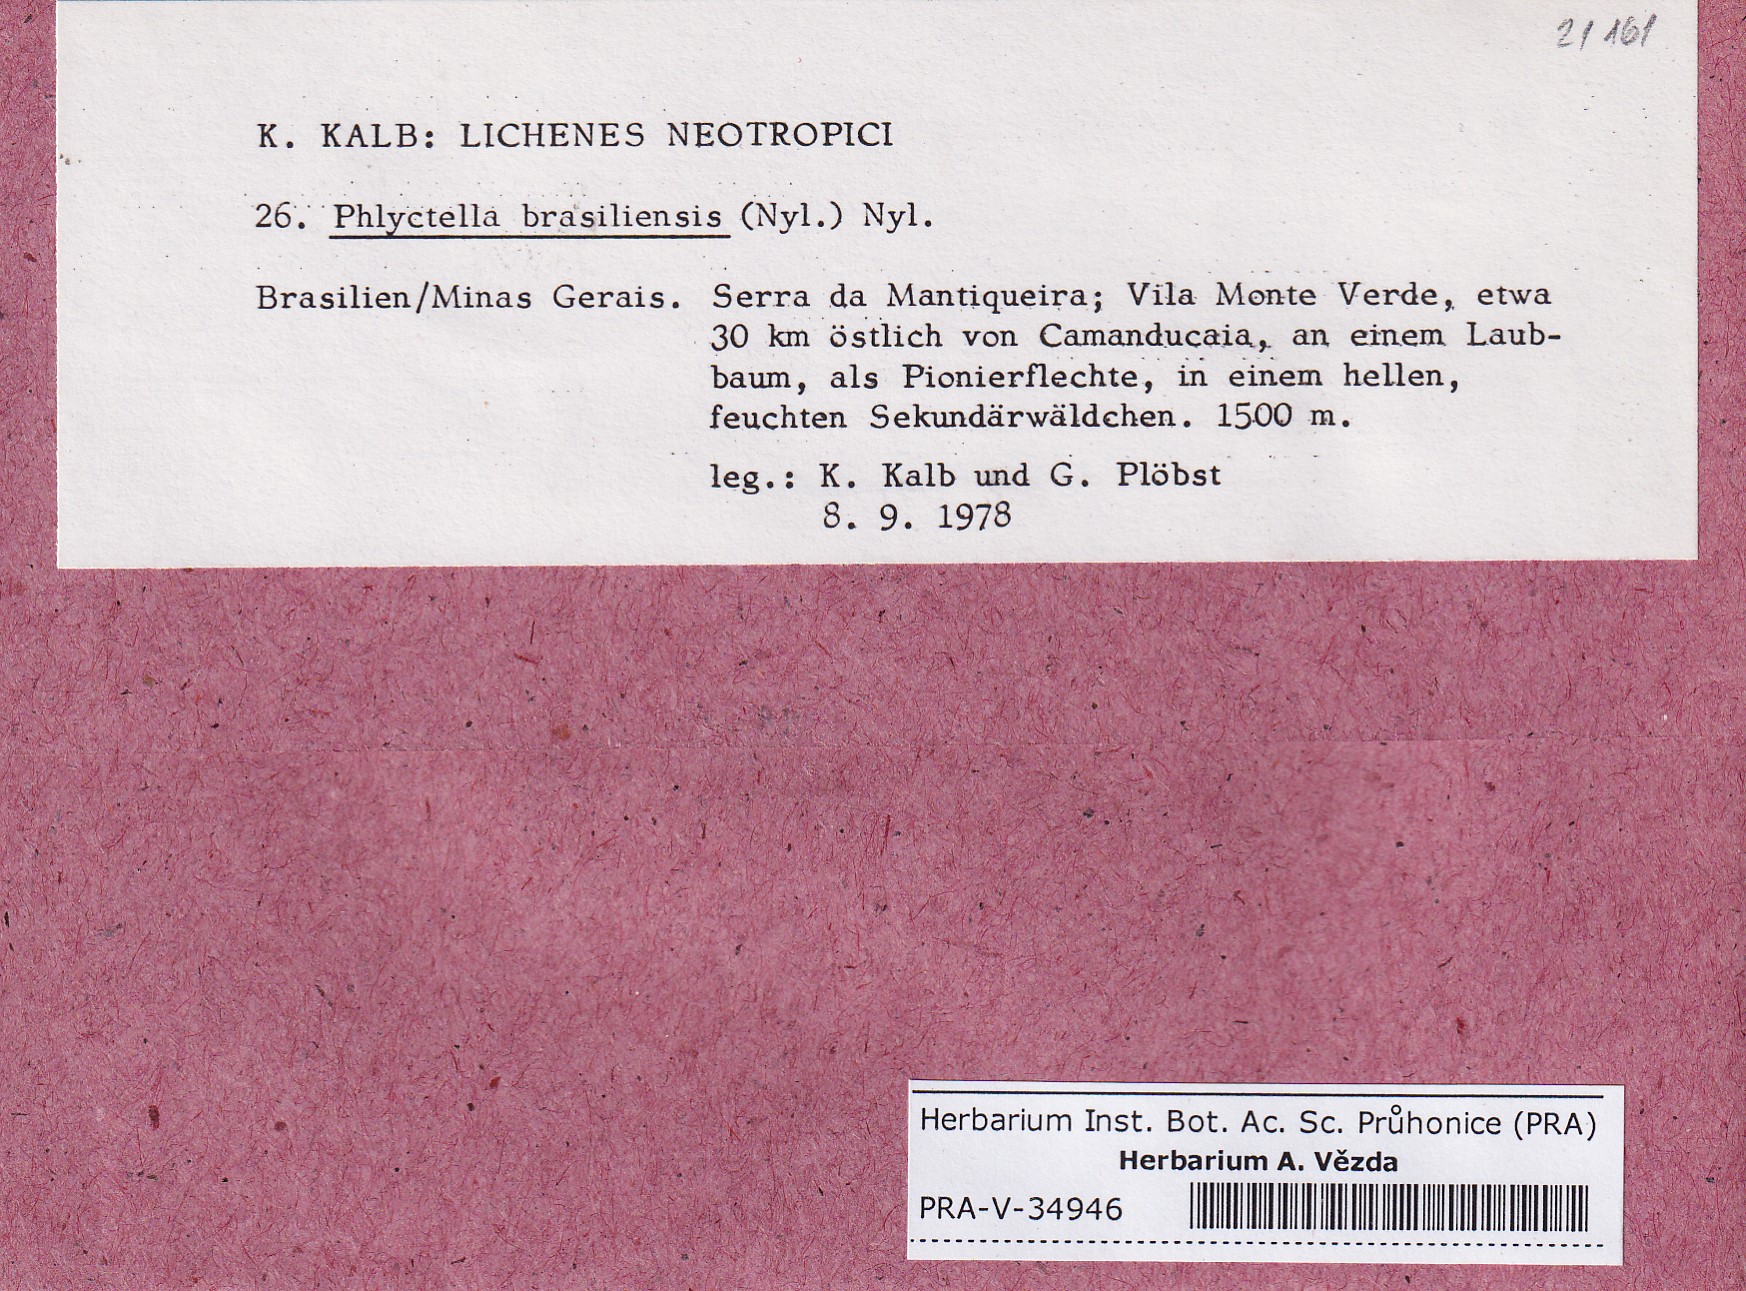 21161
K. KALB: LICHENES NEOTROPICI
26. Phlyctella brasiliensis (Nyl.) Nyl.
Brasilien/Minas Gerais. Serra da Mantiqueira; Vila Monte Verde, etwa
30 km östlich von Camanducaia, an einem Laub-
baum, als Pionierflechte, in einem hellen,
feuchten Sekundärwäldchen. 1500 m.
leg.: K. Kalb und G. Plöbst
8. 9. 1978
Herbarium Inst. Bot. Ac. Sc. Průhonice (PRA)
Herbarium A. Vězda
PRA-V-34946